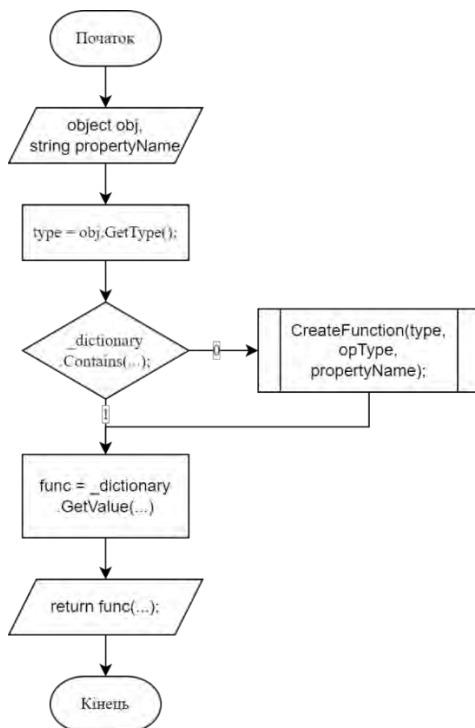 Початок
object obj,
string propertyName
type = obj.GetType();
_dictionary
.Contains(...);
0
CreateFunction(type,
opType,
propertyName);
1
func = _dictionary
.GetValue(...)
return func(...);
Кінець